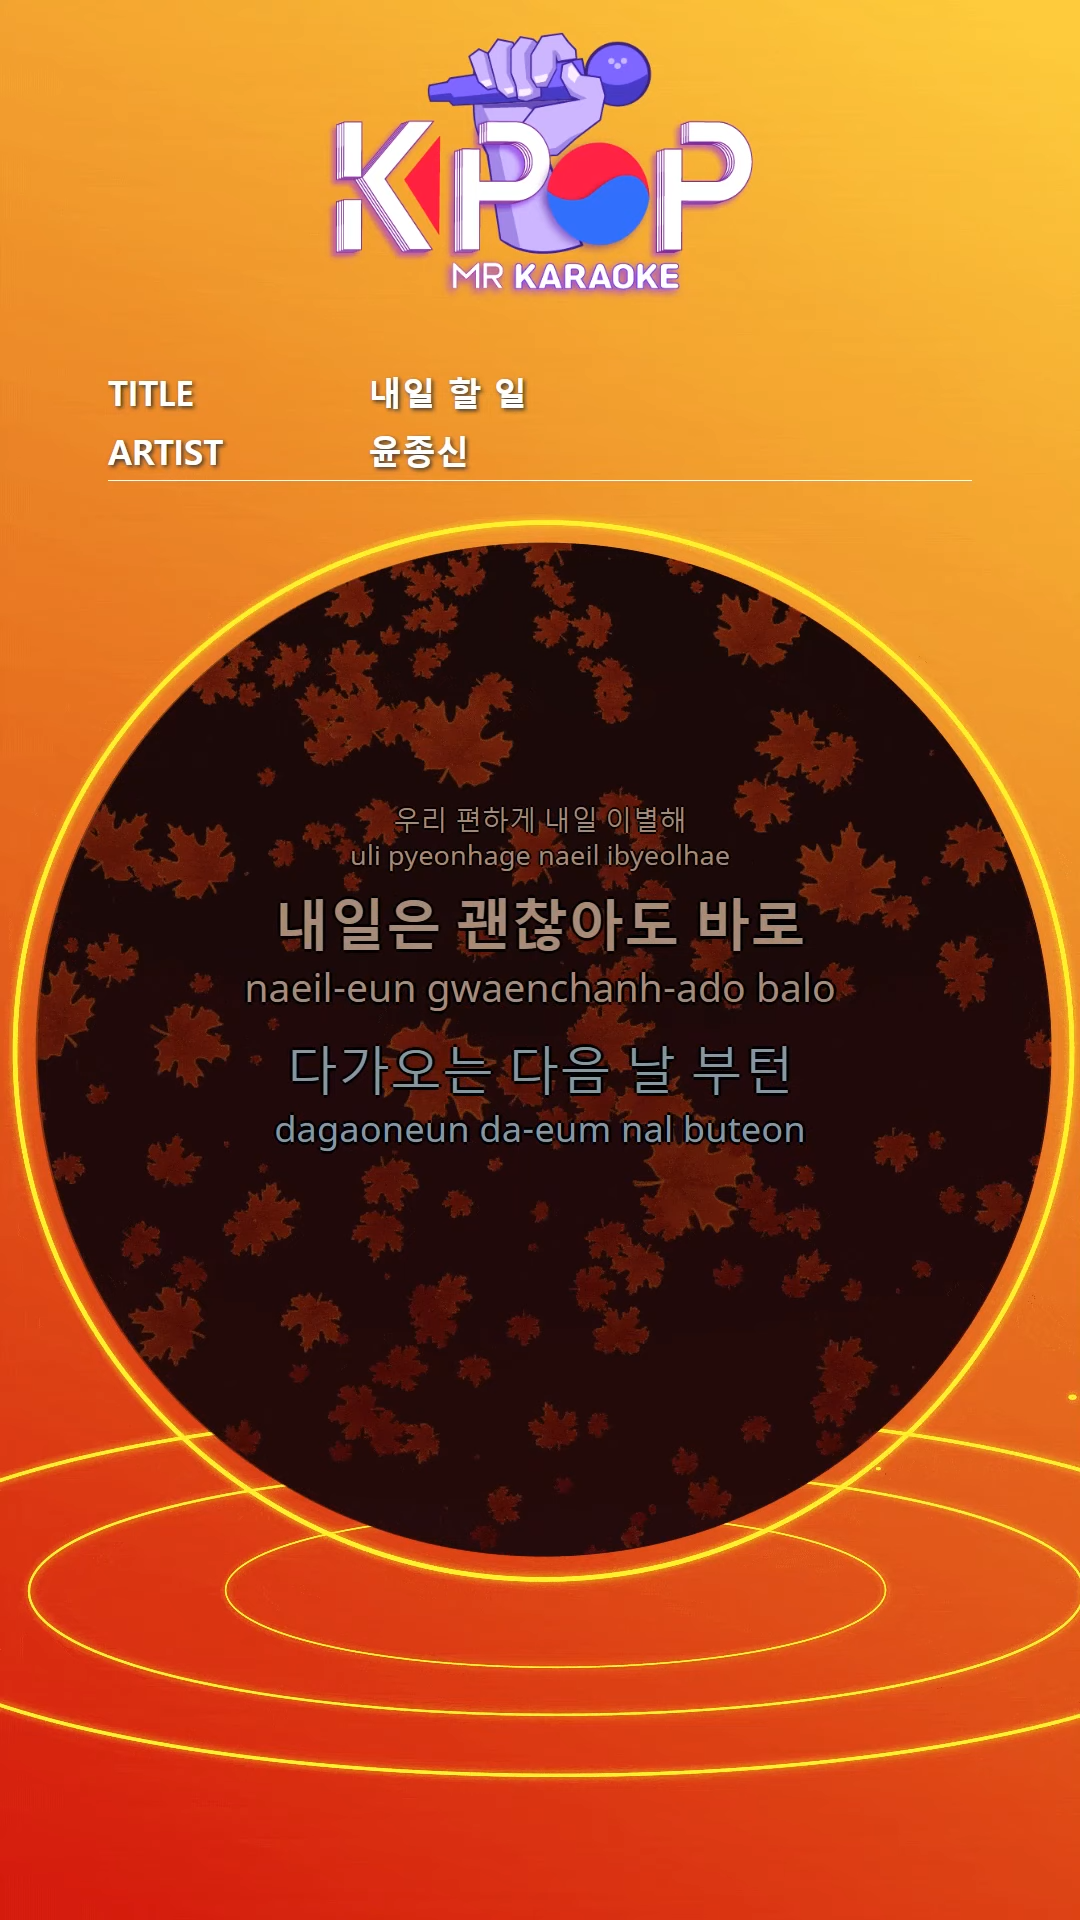 KPOP
MR KARAOKE
TITLE 내일 할 일
ARTIST 윤종신
우리 편하게 내일 이별해
uli pyeonhage naeil ibyeolhae
내일은 괜찮아도 바로
naeil-eun gwaenchanh-ado balo
다가오는 다음 날 부턴
dagaoneun da-eum nal buteon